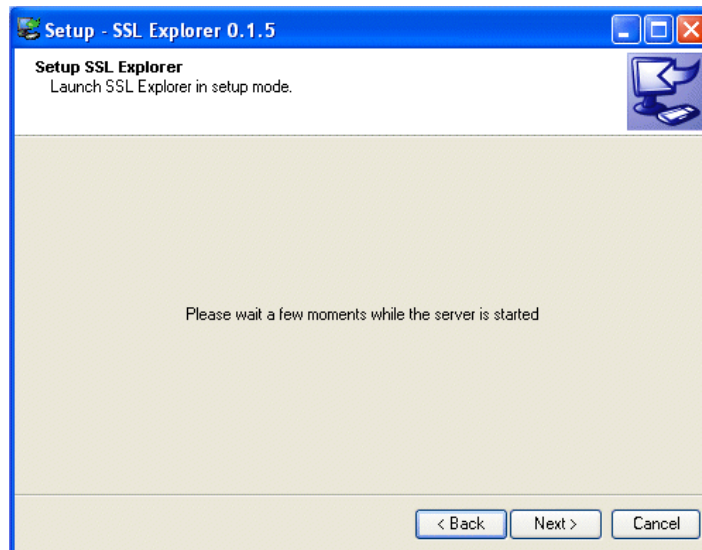 Setup - SSL Explorer 0.1.5
Setup SSL Explorer
Launch SSL Explorer in setup mode.
Please wait a few moments while the server is started
< Back Next > Cancel